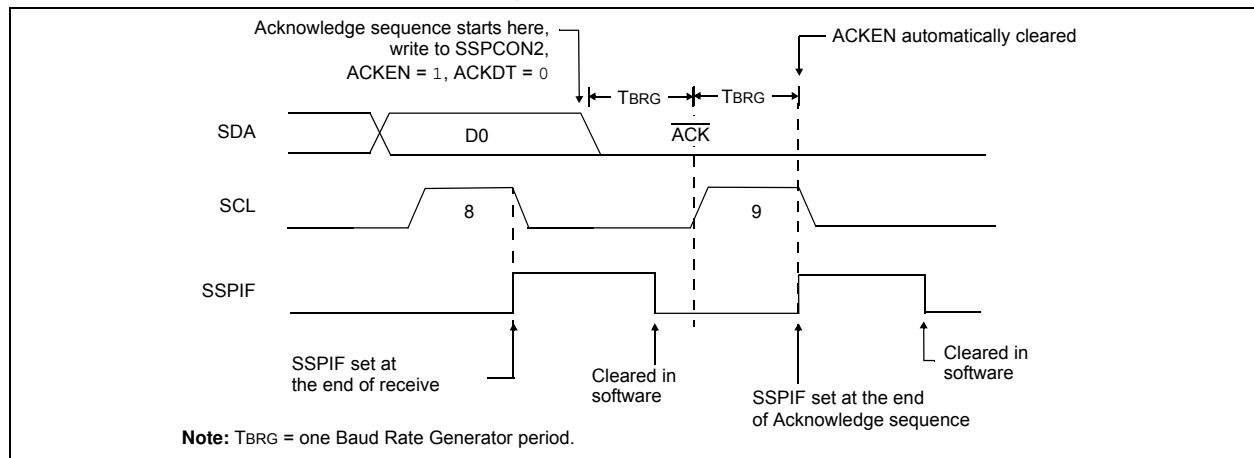 Acknowledge sequence starts here,
write to SSPCON2,
ACKEN = 1, ACKDT = 0
ACKEN automatically cleared
TBRG
TBRG
SDA
D0
ACK
SCL
8
9
SSPIF
SSPIF set at
the end of receive
Cleared in
software
SSPIF set at the end
of Acknowledge sequence
Cleared in
software
Note: TBRG = one Baud Rate Generator period.